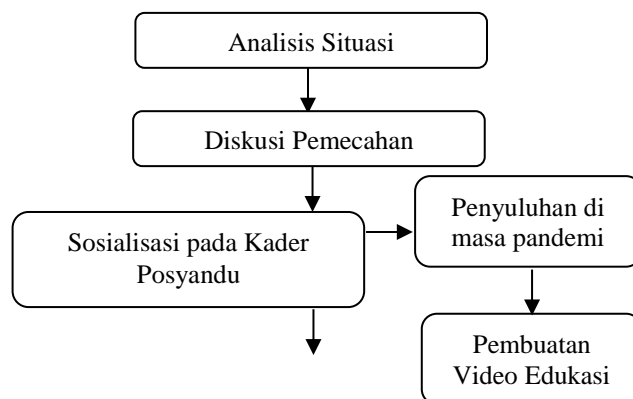 Analisis Situasi
Diskusi Pemecahan
Sosialisasi pada Kader
Posyandu
Penyuluhan di
masa pandemi
Pembuatan
Video Edukasi